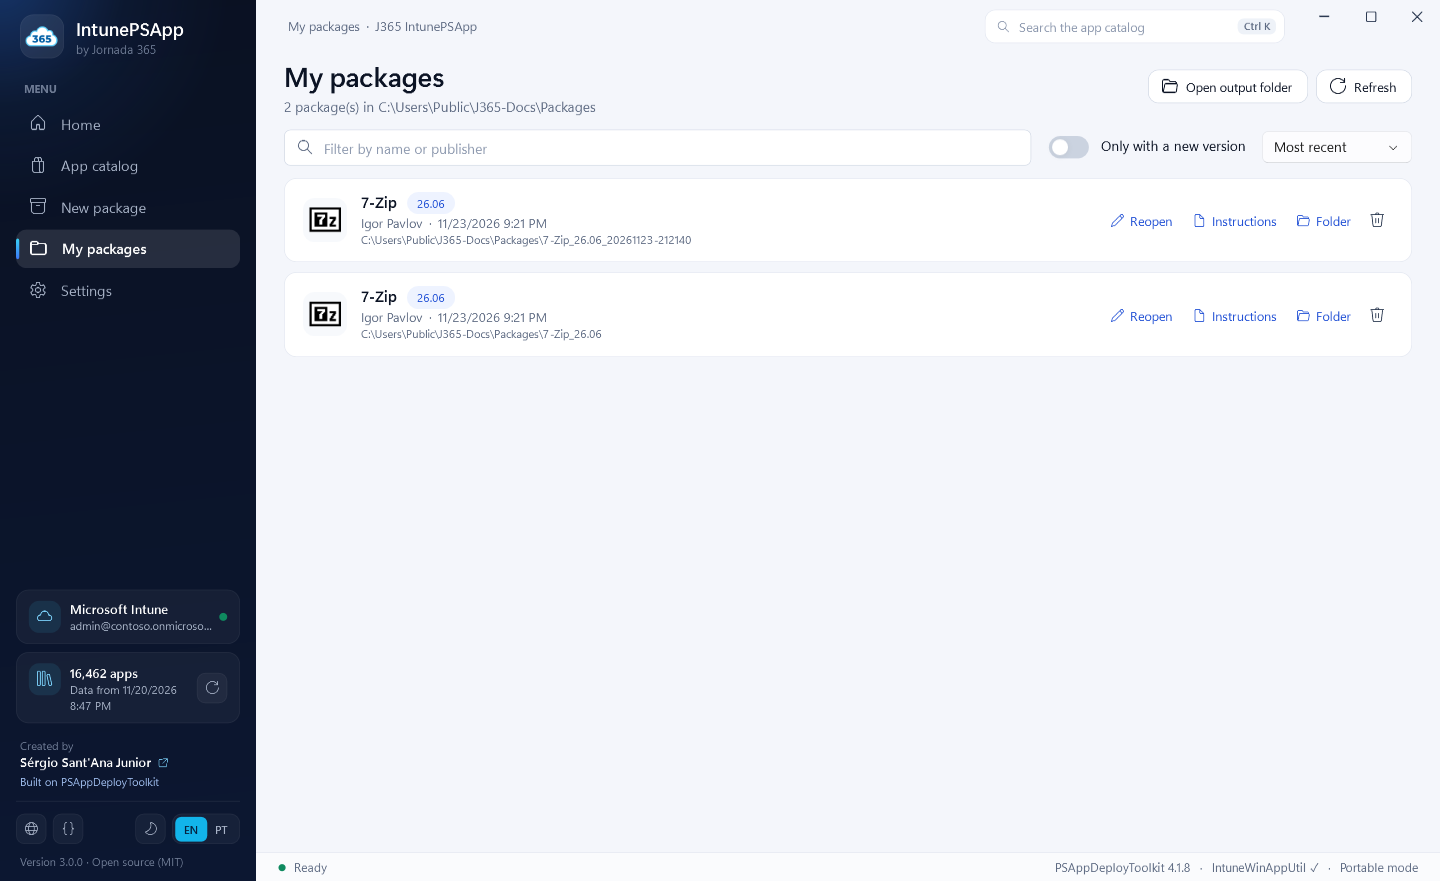 365
IntunePSApp
by Jornada 365
MENU
Home
App catalog
New package
My packages
Settings
Microsoft Intune
admin@contoso.onmicroso...
16,462 apps
Data from 11/20/2026
8:47 PM
Created by
Sérgio Sant'Ana Junior
Built on PSAppDeployToolkit
EN PT
Version 3.0.0 · Open source (MIT)
My packages · J365 IntunePSApp
Search the app catalog Ctrl K
My packages
2 package(s) in C:\Users\Public\J365-Docs\Packages
Open output folder Refresh
Filter by name or publisher
Only with a new version
Most recent
7z
7-Zip 26.06
Igor Pavlov · 11/23/2026 9:21 PM
C:\Users\Public\J365-Docs\Packages\7-Zip_26.06_20261123-212140
Reopen Instructions Folder
7z
7-Zip 26.06
Igor Pavlov · 11/23/2026 9:21 PM
C:\Users\Public\J365-Docs\Packages\7-Zip_26.06
Reopen Instructions Folder
Ready
PSAppDeployToolkit 4.1.8 · IntuneWinAppUtil ✓ · Portable mode